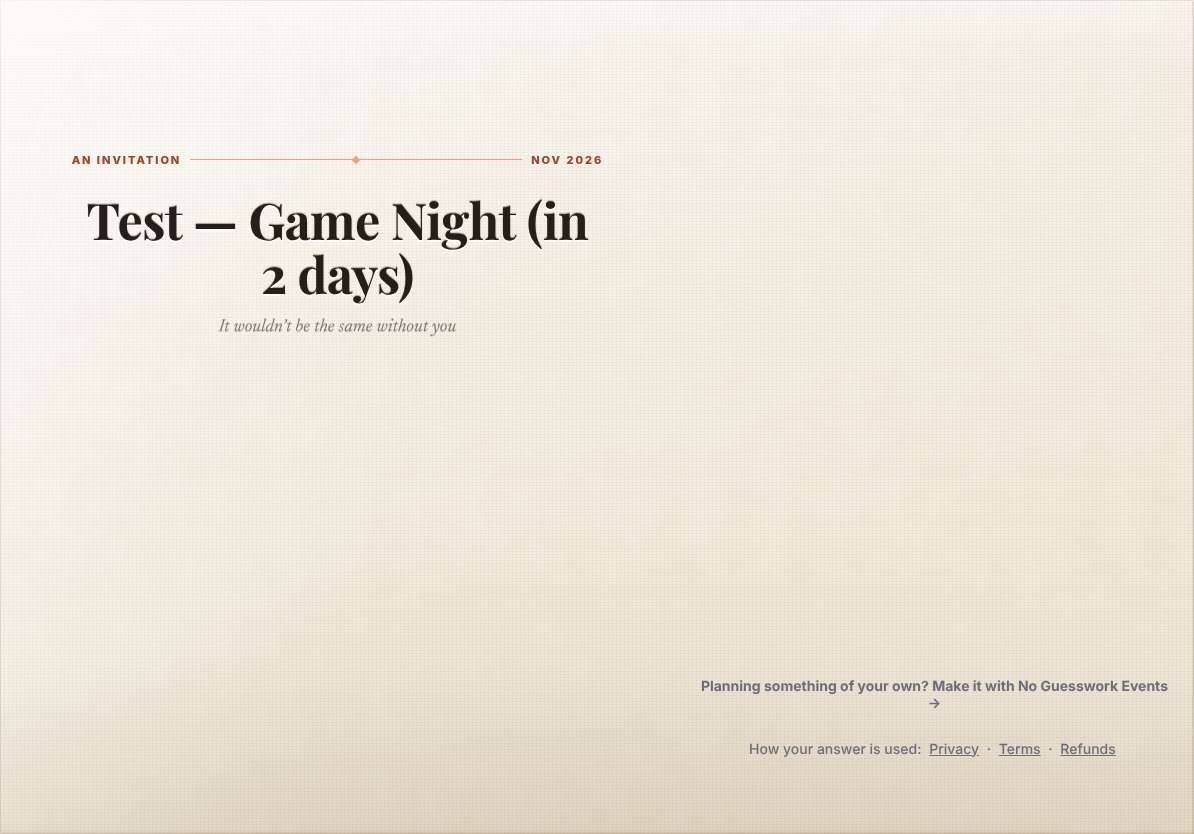 AN INVITATION NOV 2026
Test — Game Night (in
2 days)
It wouldn’t be the same without you
Planning something of your own? Make it with No Guesswork Events
→
How your answer is used: Privacy · Terms · Refunds